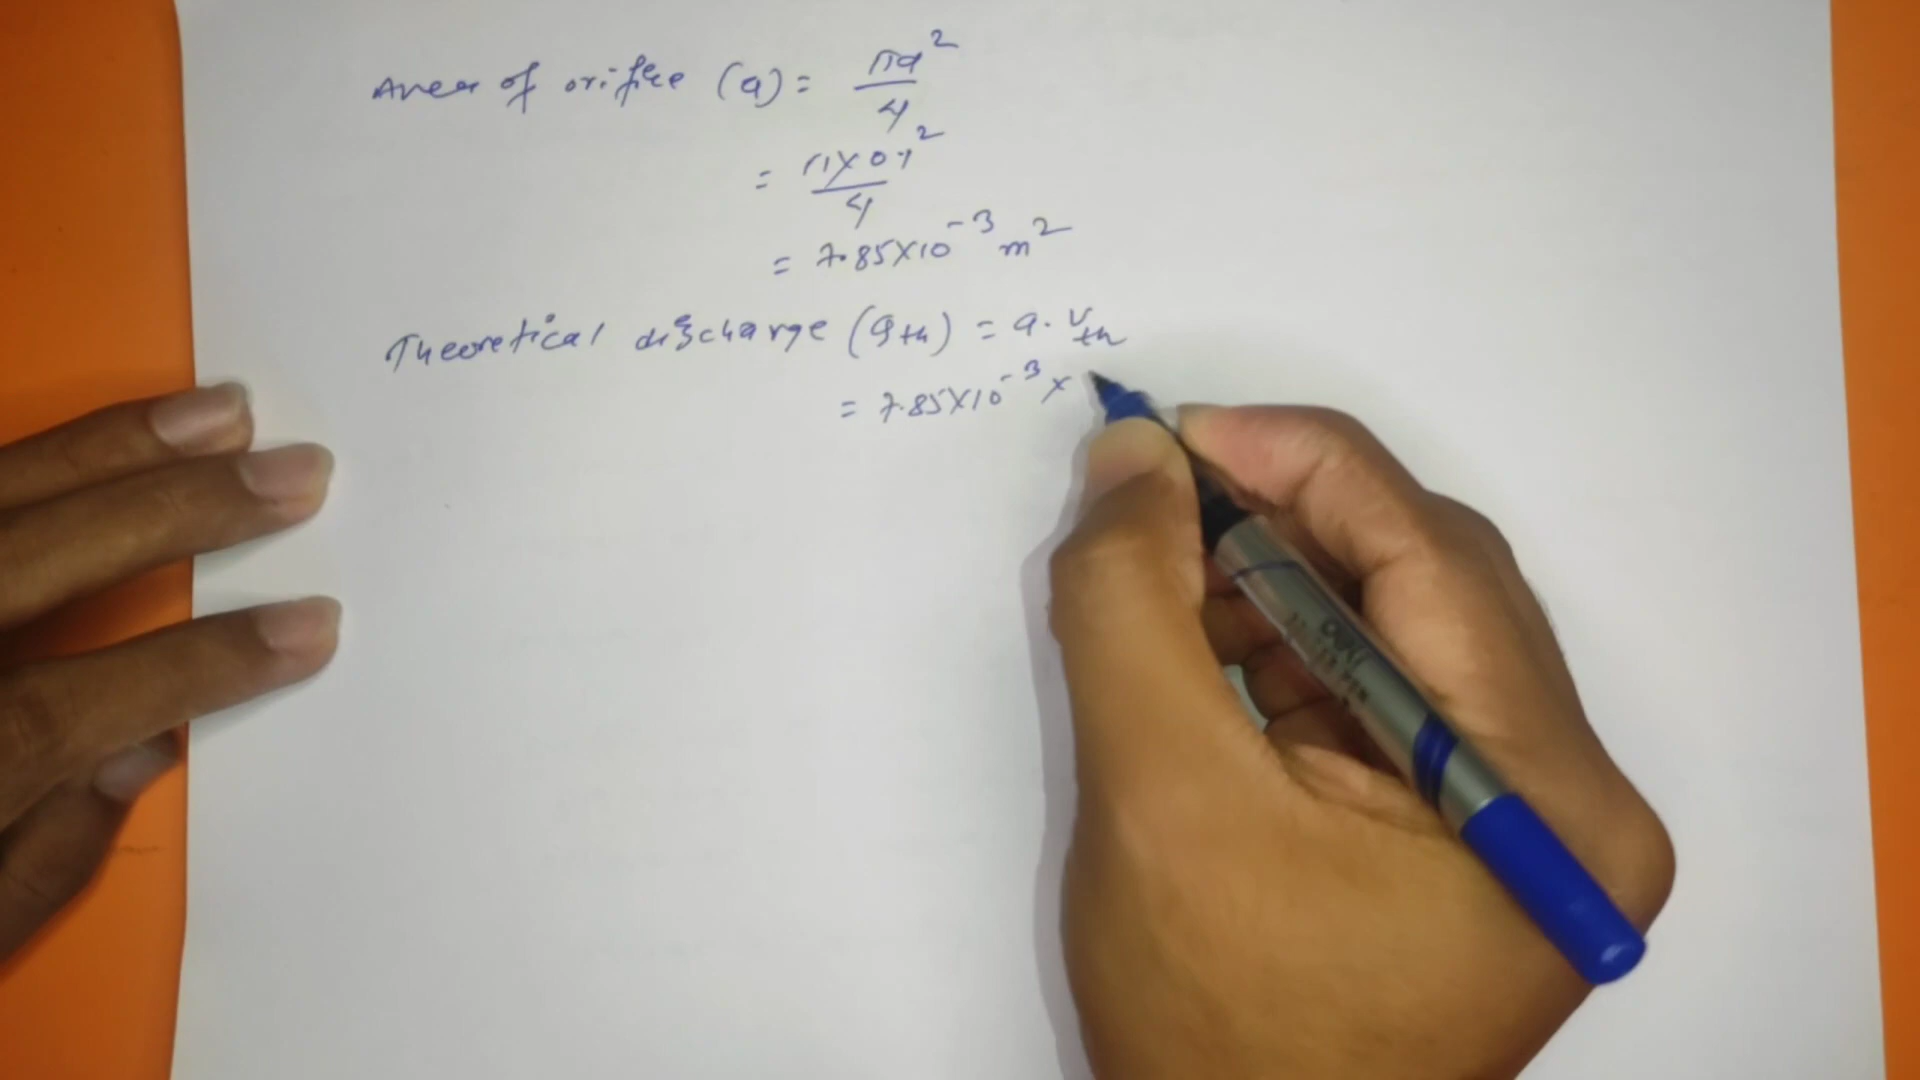 Area of orifice (a) = πd²/4
= π×0.1²/4
= 7.85×10⁻³ m²
Theoretical discharge (Qth) = a. Vth
= 7.85×10⁻³ ×